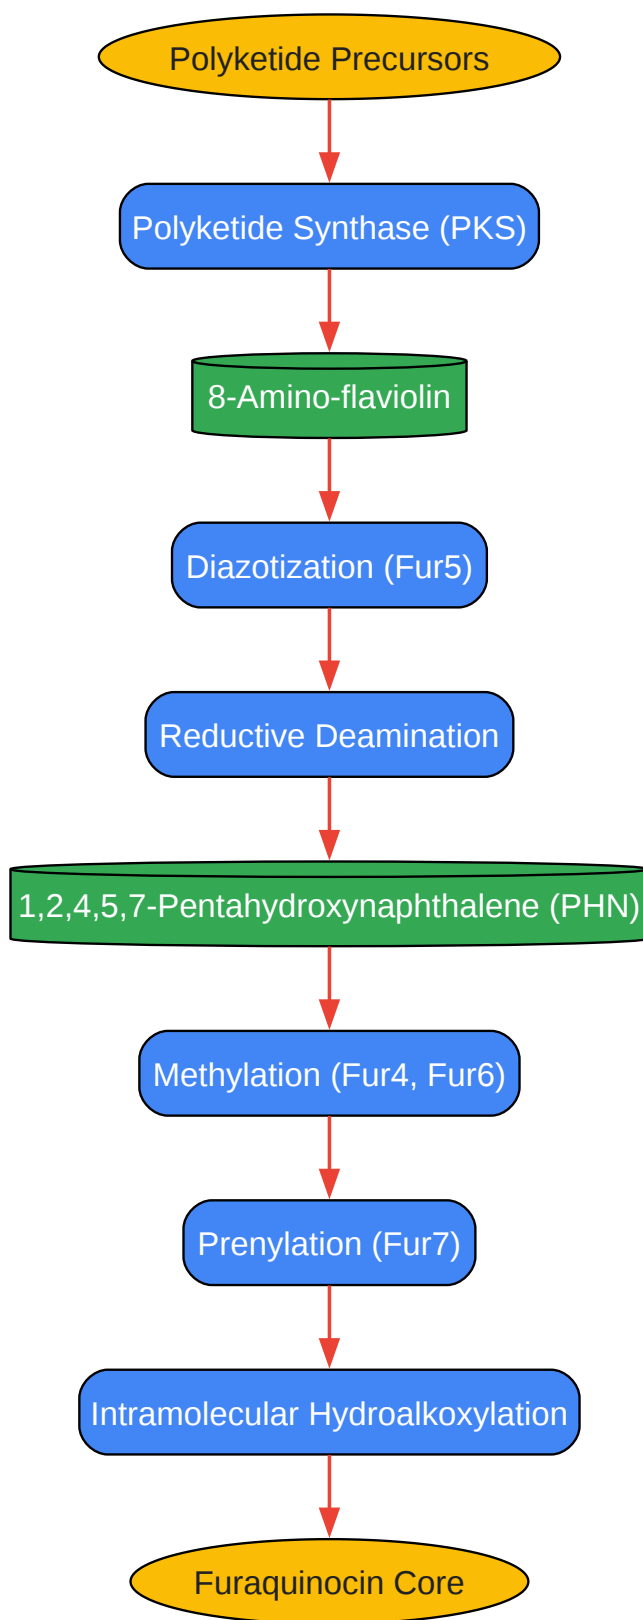 Polyketide Precursors
Polyketide Synthase (PKS)
8-Amino-flaviolin
Diazotization (Fur5)
Reductive Deamination
1,2,4,5,7-Pentahydroxynaphthalene (PHN)
Methylation (Fur4, Fur6)
Prenylation (Fur7)
Intramolecular Hydroalkoxylation
Furaquinocin Core